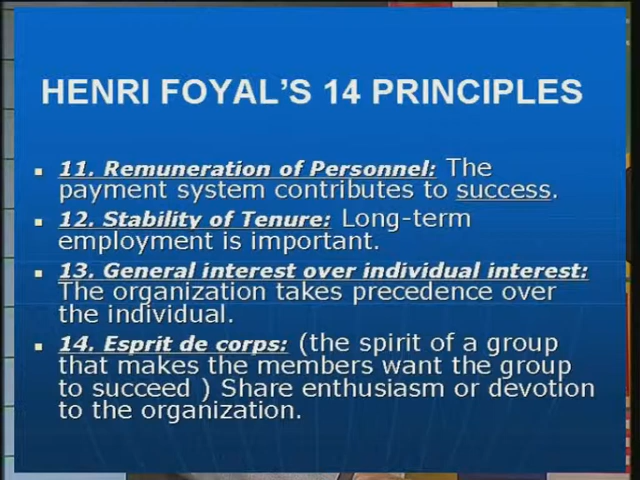 HENRI FOYAL'S 14 PRINCIPLES
11. Remuneration of Personnel: The
payment system contributes to success.
12. Stability of Tenure: Long-term
employment is important.
13. General interest over individual interest:
The organization takes precedence over
the individual.
14. Esprit de corps: (the spirit of a group
that makes the members want the group
to succeed ) Share enthusiasm or devotion
to the organization.